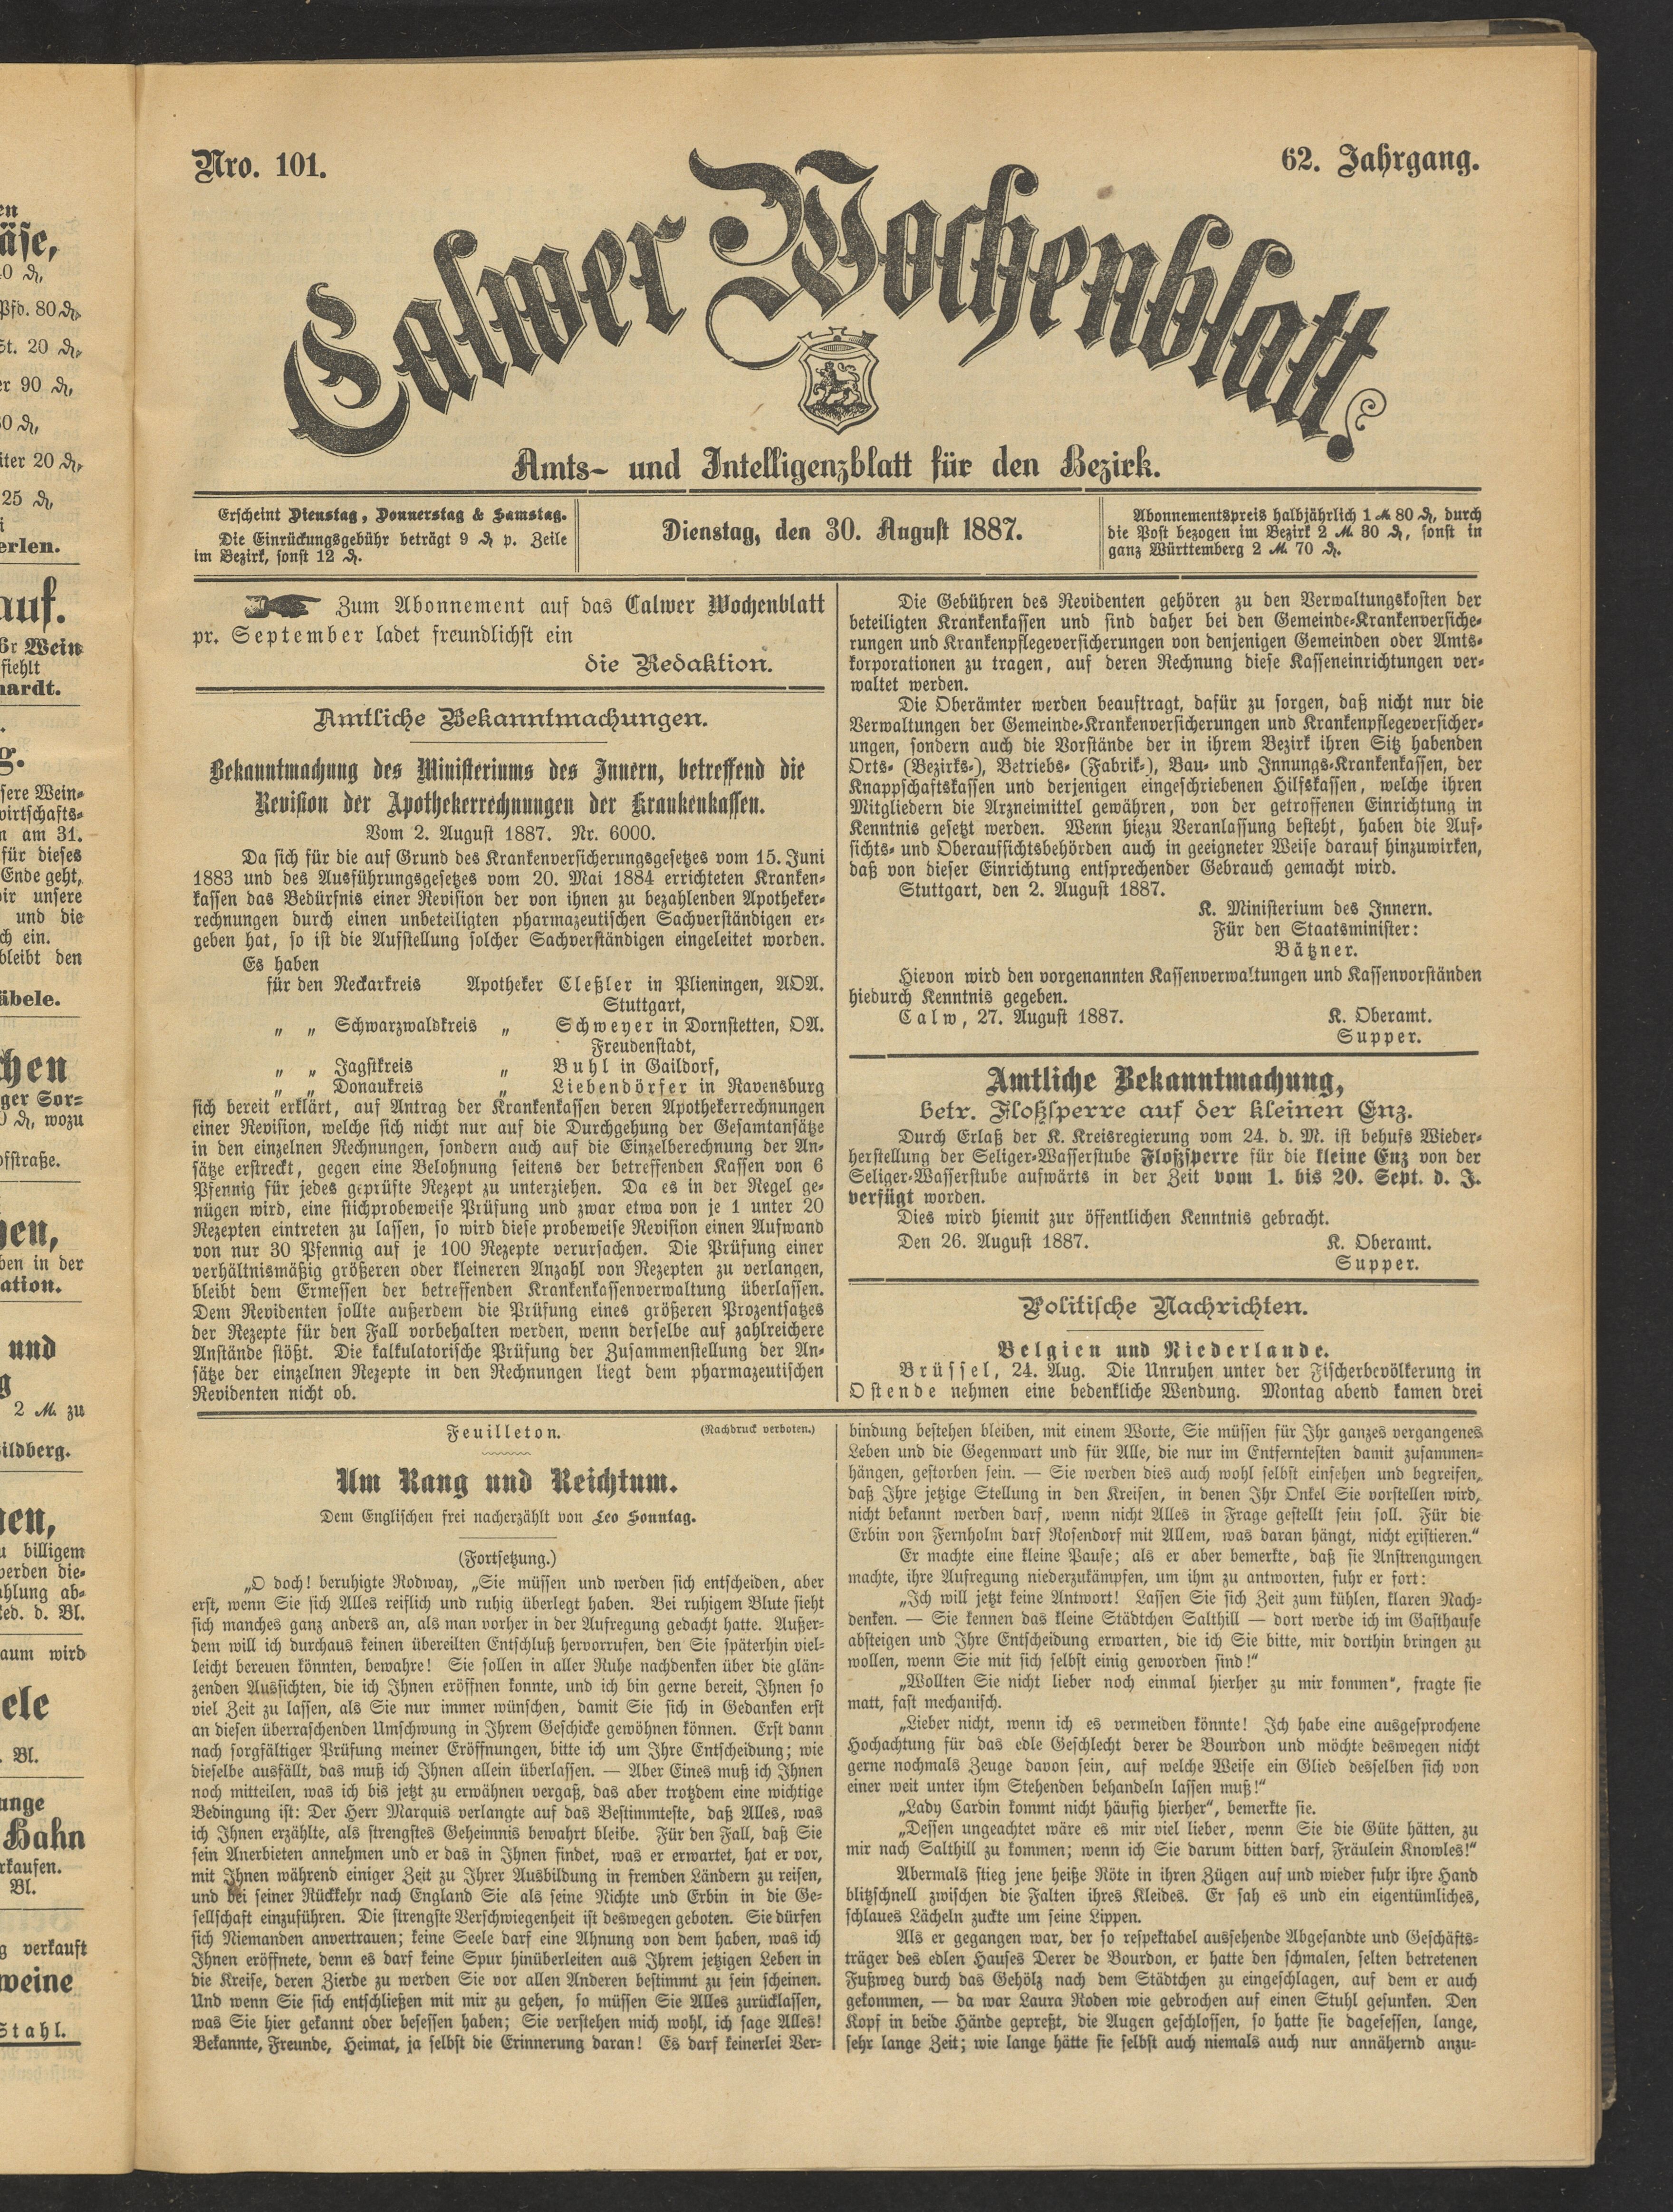 Nro. 101.
62. Jahrgang.
Calwer Wochenblatt
Amts- und Intelligenzblatt für den Bezirk.
Erscheint Dienstag, Donnerstag & Samstag.
Die Einrückungsgebühr beträgt 9 ₰ p. Zeile
im Bezirk, sonst 12 ₰.
Dienstag, den 30. August 1887.
Abonnementspreis halbjährlich 1 ℳ 80 ₰, durch
die Post bezogen im Bezirk 2 ℳ 30 ₰, sonst in
ganz Württemberg 2 ℳ 70 ₰.
Zum Abonnement auf das Calwer Wochenblatt
pr. September ladet freundlichst ein
die Redaktion.
Amtliche Bekanntmachungen.
Bekanntmachung des Ministeriums des Innern, betreffend die
Revision der Apothekerrechnungen der Krankenkassen.
Vom 2. August 1887. Nr. 6000.
Da sich für die auf Grund des Krankenversicherungsgesetzes vom 15. Juni
1883 und des Ausführungsgesetzes vom 20. Mai 1884 errichteten Kranken-
kassen das Bedürfnis einer Revision der von ihnen zu bezahlenden Apotheker-
rechnungen durch einen unbeteiligten pharmazeutischen Sachverständigen er-
geben hat, so ist die Aufstellung solcher Sachverständigen eingeleitet worden.
Es haben
für den Neckarkreis Apotheker Cleßler in Plieningen, AOA.
Stuttgart,
„ „ Schwarzwaldkreis „ Schweyer in Dornstetten, OA.
Freudenstadt,
„ „ Jagstkreis „ Buhl in Gaildorf,
„ „ Donaukreis „ Liebendörfer in Ravensburg
sich bereit erklärt, auf Antrag der Krankenkassen deren Apothekerrechnungen
einer Revision, welche sich nicht nur auf die Durchgehung der Gesamtansätze
in den einzelnen Rechnungen, sondern auch auf die Einzelberechnung der An-
sätze erstreckt, gegen eine Belohnung seitens der betreffenden Kassen von 6
Pfennig für jedes geprüfte Rezept zu unterziehen. Da es in der Regel ge-
nügen wird, eine stichprobeweise Prüfung und zwar etwa von je 1 unter 20
Rezepten eintreten zu lassen, so wird diese probeweise Revision einen Aufwand
von nur 30 Pfennig auf je 100 Rezepte verursachen. Die Prüfung einer
verhältnismäßig größeren oder kleineren Anzahl von Rezepten zu verlangen,
bleibt dem Ermessen der betreffenden Krankenkassenverwaltung überlassen.
Dem Revidenten sollte außerdem die Prüfung eines größeren Prozentsatzes
der Rezepte für den Fall vorbehalten werden, wenn derselbe auf zahlreichere
Anstände stößt. Die kalkulatorische Prüfung der Zusammenstellung der An-
sätze der einzelnen Rezepte in den Rechnungen liegt dem pharmazeutischen
Revidenten nicht ob.
Die Gebühren des Revidenten gehören zu den Verwaltungskosten der
beteiligten Krankenkassen und sind daher bei den Gemeinde-Krankenversiche-
rungen und Krankenpflegeversicherungen von denjenigen Gemeinden oder Amts-
korporationen zu tragen, auf deren Rechnung diese Kasseneinrichtungen ver-
waltet werden.
Die Oberämter werden beauftragt, dafür zu sorgen, daß nicht nur die
Verwaltungen der Gemeinde-Krankenversicherungen und Krankenpflegeversicher-
ungen, sondern auch die Vorstände der in ihrem Bezirk ihren Sitz habenden
Orts- (Bezirks-), Betriebs- (Fabrik-), Bau- und Innungs-Krankenkassen, der
Knappschaftskassen und derjenigen eingeschriebenen Hilfskassen, welche ihren
Mitgliedern die Arzneimittel gewähren, von der getroffenen Einrichtung in
Kenntnis gesetzt werden. Wenn hiezu Veranlassung besteht, haben die Auf-
sichts- und Oberaufsichtsbehörden auch in geeigneter Weise darauf hinzuwirken,
daß von dieser Einrichtung entsprechender Gebrauch gemacht wird.
Stuttgart, den 2. August 1887.
K. Ministerium des Innern.
Für den Staatsminister:
Bätzner.
Hievon wird den vorgenannten Kassenverwaltungen und Kassenvorständen
hiedurch Kenntnis gegeben.
Calw, 27. August 1887. K. Oberamt.
Supper.
Amtliche Bekanntmachung,
betr. Floßsperre auf der kleinen Enz.
Durch Erlaß der K. Kreisregierung vom 24. d. M. ist behufs Wieder-
herstellung der Seliger-Wasserstube Floßsperre für die kleine Enz von der
Seliger-Wasserstube aufwärts in der Zeit vom 1. bis 20. Sept. d. J.
verfügt worden.
Dies wird hiemit zur öffentlichen Kenntnis gebracht.
Den 26. August 1887. K. Oberamt.
Supper.
Politische Nachrichten.
Belgien und Niederlande.
Brüssel, 24. Aug. Die Unruhen unter der Fischerbevölkerung in
Ostende nehmen eine bedenkliche Wendung. Montag abend kamen drei
Feuilleton. (Nachdruck verboten.)
Um Rang und Reichtum.
Dem Englischen frei nacherzählt von Leo Sonntag.
(Fortsetzung.)
„O doch! beruhigte Rodway, „Sie müssen und werden sich entscheiden, aber
erst, wenn Sie sich Alles reiflich und ruhig überlegt haben. Bei ruhigem Blute sieht
sich manches ganz anders an, als man vorher in der Aufregung gedacht hatte. Außer-
dem will ich durchaus keinen übereilten Entschluß hervorrufen, den Sie späterhin viel-
leicht bereuen könnten, bewahre! Sie sollen in aller Ruhe nachdenken über die glän-
zenden Aussichten, die ich Ihnen eröffnen konnte, und ich bin gerne bereit, Ihnen so
viel Zeit zu lassen, als Sie nur immer wünschen, damit Sie sich in Gedanken erst
an diesen überraschenden Umschwung in Ihrem Geschicke gewöhnen können. Erst dann
nach sorgfältiger Prüfung meiner Eröffnungen, bitte ich um Ihre Entscheidung; wie
dieselbe ausfällt, das muß ich Ihnen allein überlassen. — Aber Eines muß ich Ihnen
noch mitteilen, was ich bis jetzt zu erwähnen vergaß, das aber trotzdem eine wichtige
Bedingung ist: Der Herr Marquis verlangte auf das Bestimmteste, daß Alles, was
ich Ihnen erzählte, als strengstes Geheimnis bewahrt bleibe. Für den Fall, daß Sie
sein Anerbieten annehmen und er das in Ihnen findet, was er erwartet, hat er vor,
mit Ihnen während einiger Zeit zu Ihrer Ausbildung in fremden Ländern zu reisen,
und bei seiner Rückkehr nach England Sie als seine Nichte und Erbin in die Ge-
sellschaft einzuführen. Die strengste Verschwiegenheit ist deswegen geboten. Sie dürfen
sich Niemanden anvertrauen; keine Seele darf eine Ahnung von dem haben, was ich
Ihnen eröffnete, denn es darf keine Spur hinüberleiten aus Ihrem jetzigen Leben in
die Kreise, deren Zierde zu werden Sie vor allen Anderen bestimmt zu sein scheinen.
Und wenn Sie sich entschließen mit mir zu gehen, so müssen Sie Alles zurücklassen,
was Sie hier gekannt oder besessen haben; Sie verstehen mich wohl, ich sage Alles!
Bekannte, Freunde, Heimat, ja selbst die Erinnerung daran! Es darf keinerlei Ver-
bindung bestehen bleiben, mit einem Worte, Sie müssen für Ihr ganzes vergangenes
Leben und die Gegenwart und für Alle, die nur im Entferntesten damit zusammen-
hängen, gestorben sein. — Sie werden dies auch wohl selbst einsehen und begreifen,
daß Ihre jetzige Stellung in den Kreisen, in denen Ihr Onkel Sie vorstellen wird,
nicht bekannt werden darf, wenn nicht Alles in Frage gestellt sein soll. Für die
Erbin von Fernholm darf Rosendorf mit Allem, was daran hängt, nicht existieren.“
Er machte eine kleine Pause; als er aber bemerkte, daß sie Anstrengungen
machte, ihre Aufregung niederzukämpfen, um ihm zu antworten, fuhr er fort:
„Ich will jetzt keine Antwort! Lassen Sie sich Zeit zum kühlen, klaren Nach-
denken. — Sie kennen das kleine Städtchen Salthill — dort werde ich im Gasthause
absteigen und Ihre Entscheidung erwarten, die ich Sie bitte, mir dorthin bringen zu
wollen, wenn Sie mit sich selbst einig geworden sind!“
„Wollten Sie nicht lieber noch einmal hierher zu mir kommen“, fragte sie
matt, fast mechanisch.
„Lieber nicht, wenn ich es vermeiden könnte! Ich habe eine ausgesprochene
Hochachtung für das edle Geschlecht derer de Bourdon und möchte deswegen nicht
gerne nochmals Zeuge davon sein, auf welche Weise ein Glied desselben sich von
einer weit unter ihm Stehenden behandeln lassen muß!“
„Lady Cardin kommt nicht häufig hierher“, bemerkte sie.
„Dessen ungeachtet wäre es mir viel lieber, wenn Sie die Güte hätten, zu
mir nach Salthill zu kommen; wenn ich Sie darum bitten darf, Fräulein Knowles!“
Abermals stieg jene heiße Röte in ihren Zügen auf und wieder fuhr ihre Hand
blitzschnell zwischen die Falten ihres Kleides. Er sah es und ein eigentümliches,
schlaues Lächeln zuckte um seine Lippen.
Als er gegangen war, der so respektabel aussehende Abgesandte und Geschäfts-
träger des edlen Hauses Derer de Bourdon, er hatte den schmalen, selten betretenen
Fußweg durch das Gehölz nach dem Städtchen zu eingeschlagen, auf dem er auch
gekommen, — da war Laura Roden wie gebrochen auf einen Stuhl gesunken. Den
Kopf in beide Hände gepreßt, die Augen geschlossen, so hatte sie dagesessen, lange,
sehr lange Zeit; wie lange hätte sie selbst auch niemals auch nur annähernd anzu-